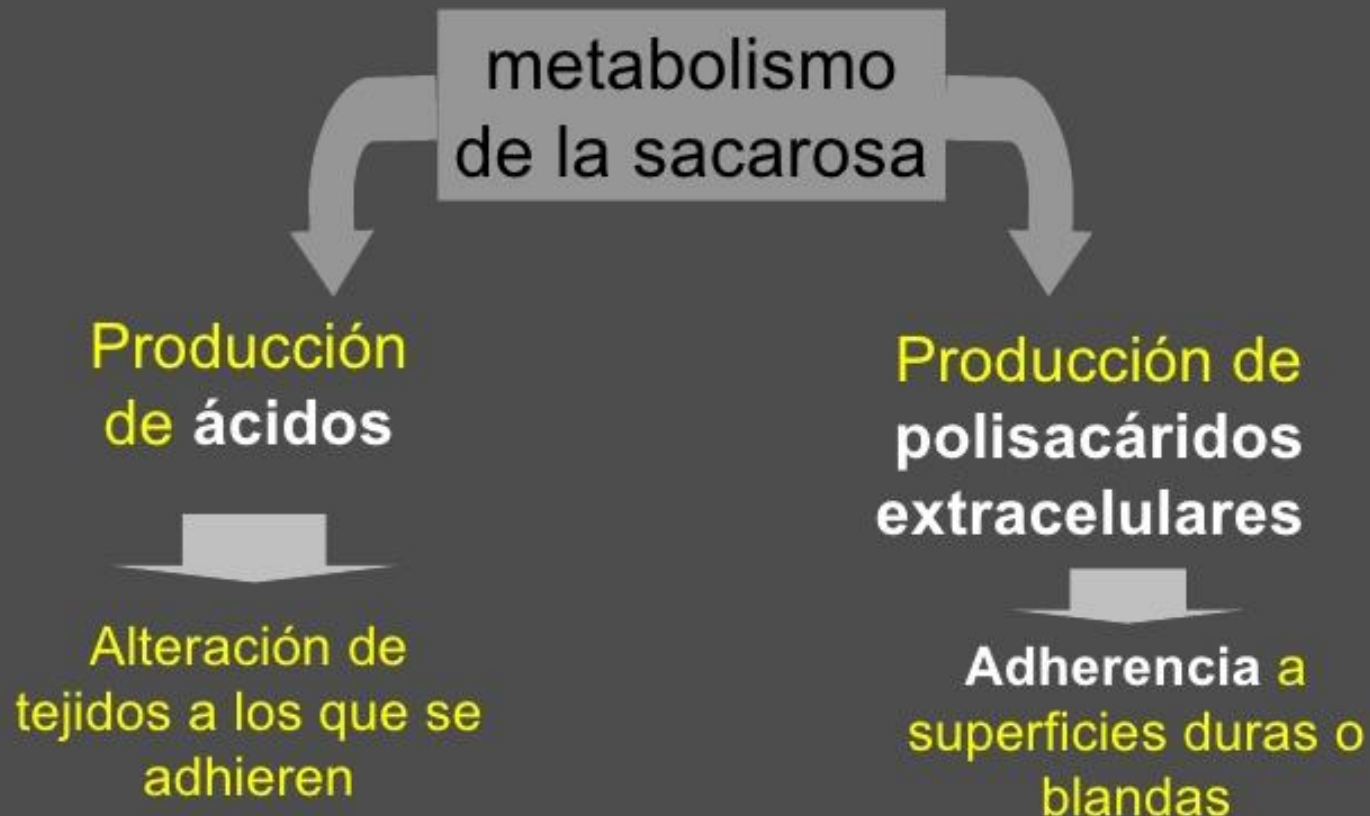 metabolismo
de la sacarosa
Producción
de ácidos
Alteración de
tejidos a los que se
adhieren
Producción de
polisacáridos
extracelulares
Adherencia a
superficies duras o
blandas